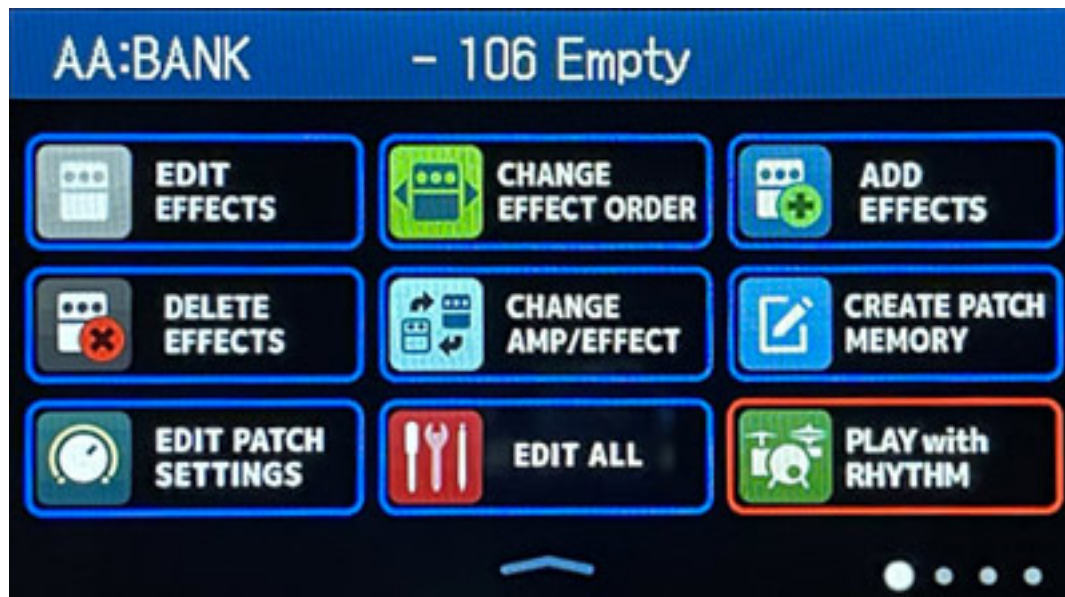 AA:BANK - 106 Empty
EDIT
EFFECTS
CHANGE
EFFECT ORDER
ADD
EFFECTS
DELETE
EFFECTS
CHANGE
AMP/EFFECT
CREATE PATCH
MEMORY
EDIT PATCH
SETTINGS
EDIT ALL
PLAY with
RHYTHM